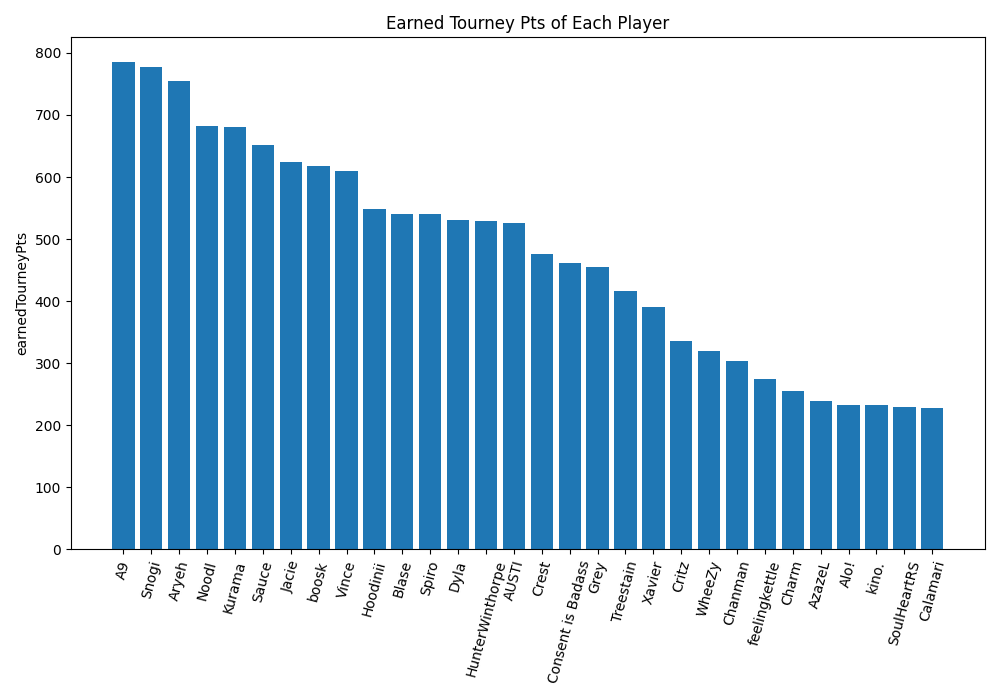 Earned Tourney Pts of Each Player
earnedTourneyPts
800
700
600
500
400
300
200
100
0
A9
Snogi
Aryeh
Noodl
Kurama
Sauce
Jacie
boosk
Vince
Hoodinii
Blase
Spiro
Dyla
HunterWinthorpe
AUSTI
Crest
Consent is Badass
Grey
Treestain
Xavier
Critz
WheeZy
Chanman
feelingkettle
Charm
AzazeL
Alo!
kino.
SoulHeartRS
Calamari